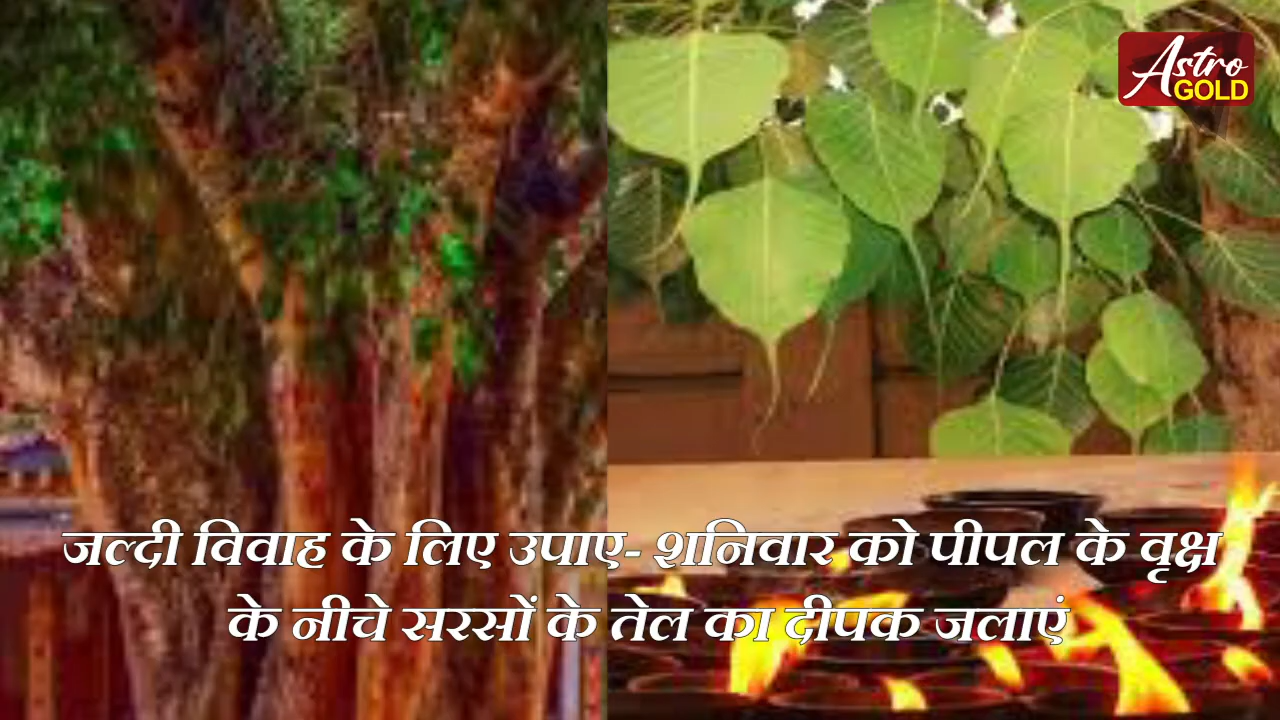 Astro
GOLD
जल्दी विवाह के लिए उपाए- शनिवार को पीपल के वृक्ष
के नीचे सरसों के तेल का दीपक जलाएं